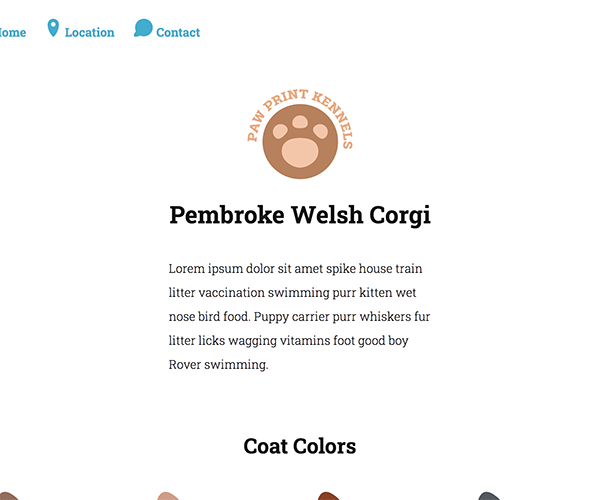 Home Location Contact
PAW PRINT KENNELS
Pembroke Welsh Corgi
Lorem ipsum dolor sit amet spike house train
litter vaccination swimming purr kitten wet
nose bird food. Puppy carrier purr whiskers fur
litter licks wagging vitamins foot good boy
Rover swimming.
Coat Colors